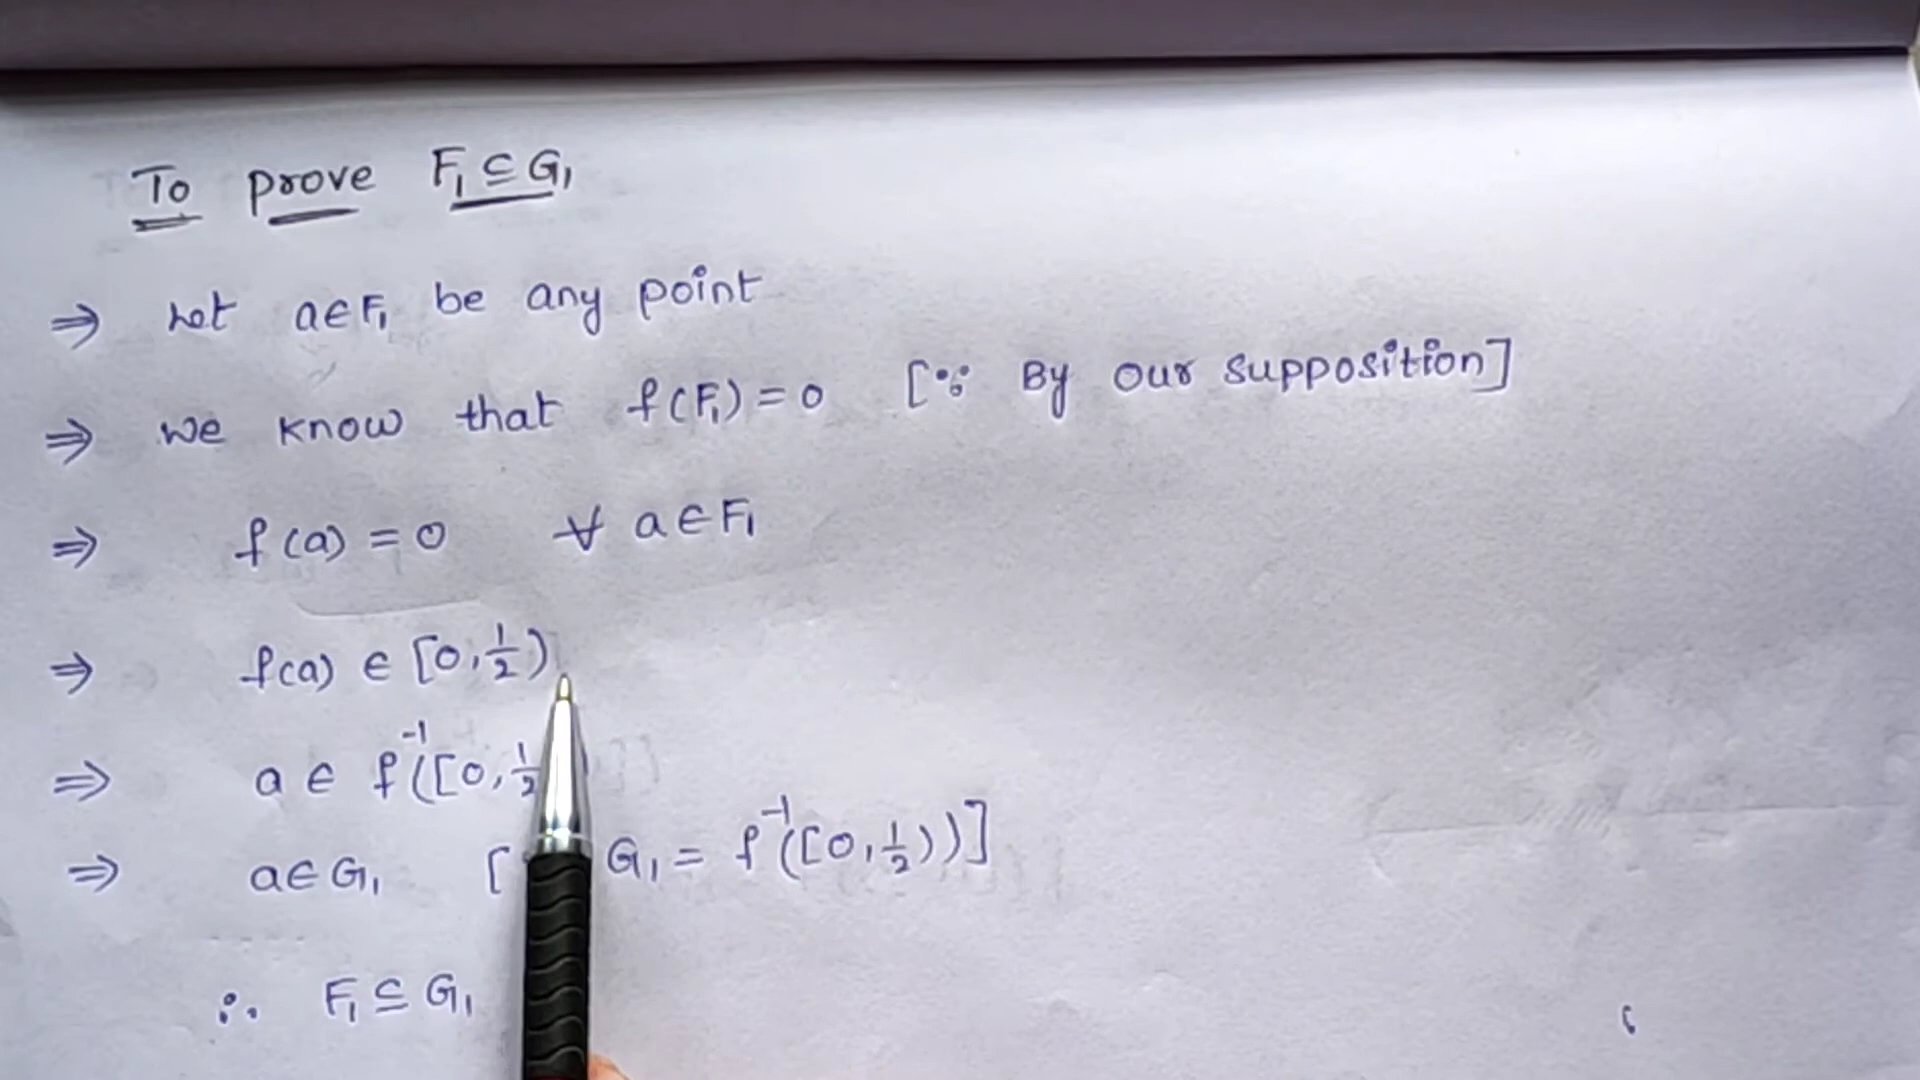 To prove F₁ ⊆ G₁
⇒ Let a∈F₁ be any point
⇒ we know that f(F₁) = 0 [∵ By our supposition]
⇒ f(a) = 0 ∀ a∈F₁
⇒ f(a) ∈ [0,1/2)
⇒ a ∈ f⁻¹([0,1/2
⇒ a∈G₁ [ G₁ = f⁻¹([0,1/2))]
∴ F₁ ⊆ G₁